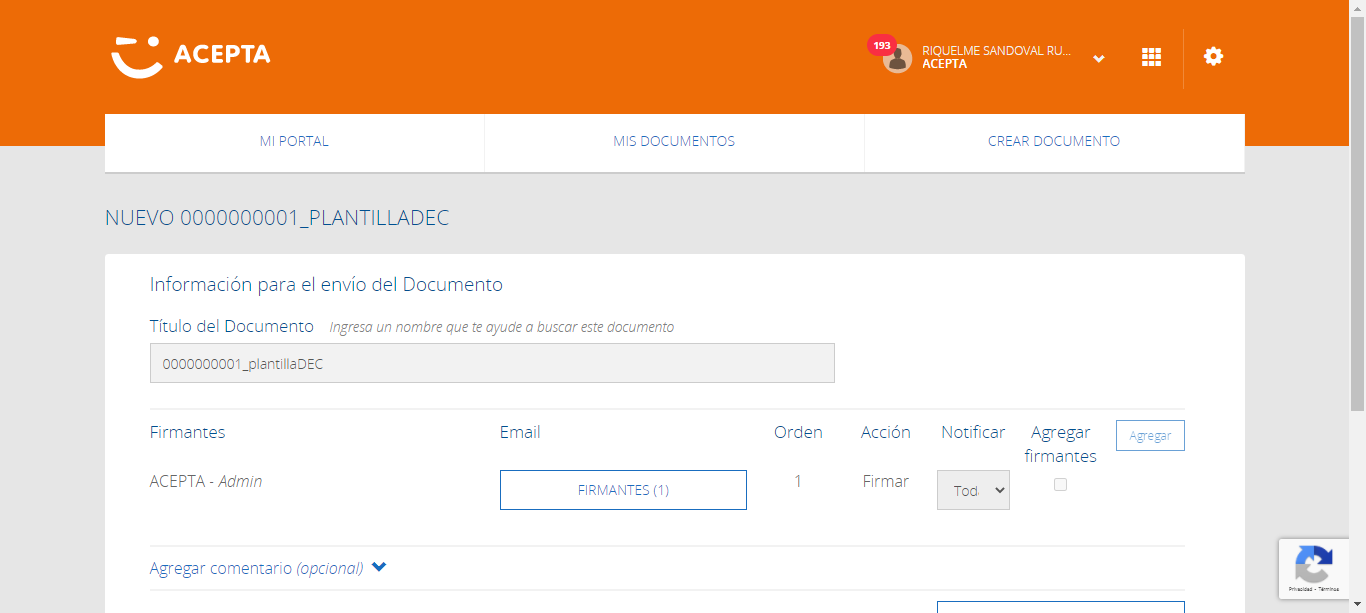 ACEPTA
193
RIQUELME SANDOVAL RU...
ACEPTA
MI PORTAL
MIS DOCUMENTOS
CREAR DOCUMENTO
NUEVO 0000000001_PLANTILLADEC
Información para el envío del Documento
Título del Documento Ingresa un nombre que te ayude a buscar este documento
0000000001_plantillaDEC
Firmantes Email Orden Acción Notificar Agregar firmantes Agregar
ACEPTA - Admin FIRMANTES (1) 1 Firmar Tod
Agregar comentario (opcional)
Privacidad - Términos